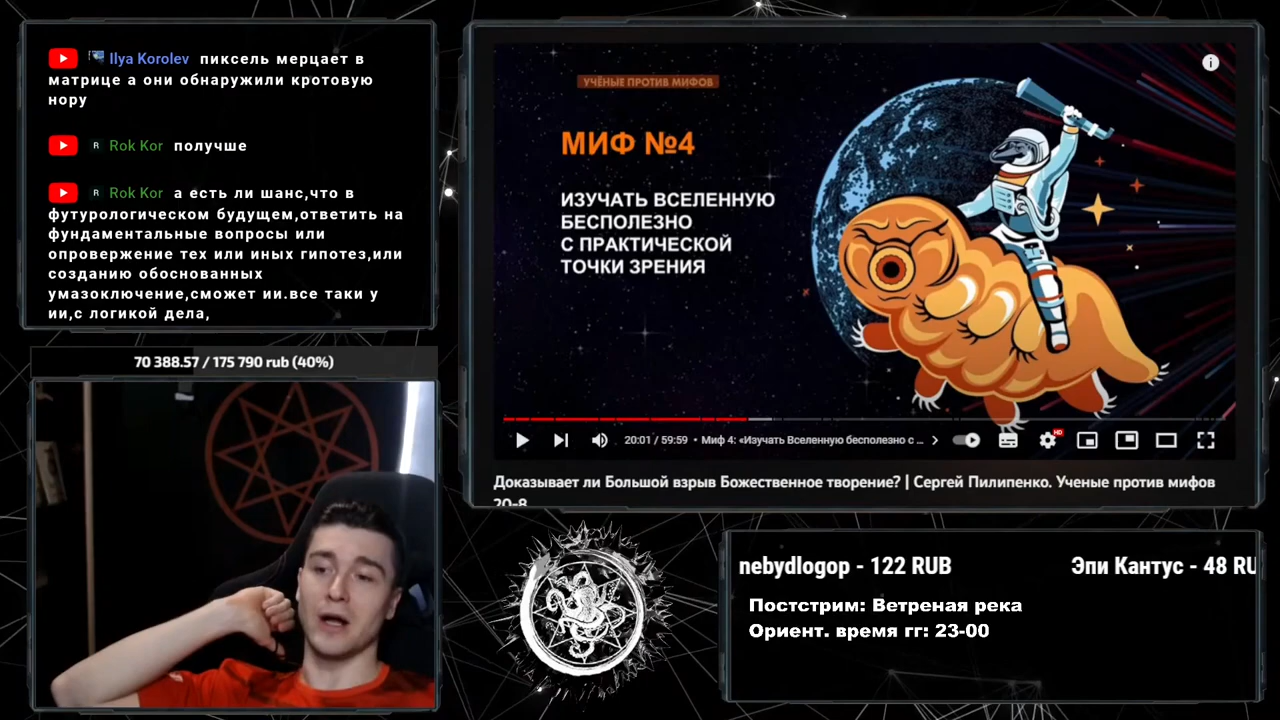 Ilya Korolev пиксель мерцает в
матрице а они обнаружили кротовую
нору
R Rok Kor получше
R Rok Kor а есть ли шанс,что в
футурологическом будущем,ответить на
фундаментальные вопросы или
опровержение тех или иных гипотез,или
созданию обоснованных
умазоключение,сможет ии.все таки у
ии,с логикой дела,
70 388.57 / 175 790 rub (40%)
УЧЁНЫЕ ПРОТИВ МИФОВ
МИФ №4
ИЗУЧАТЬ ВСЕЛЕННУЮ
БЕСПОЛЕЗНО
С ПРАКТИЧЕСКОЙ
ТОЧКИ ЗРЕНИЯ
20:01 / 59:59 • Миф 4: «Изучать Вселенную бесполезно с ...
HD
Доказывает ли Большой взрыв Божественное творение? | Сергей Пилипенко. Ученые против мифов
20-8
nebydlogop - 122 RUB Эпи Кантус - 48 RU
Постстрим: Ветреная река
Ориент. время гг: 23-00